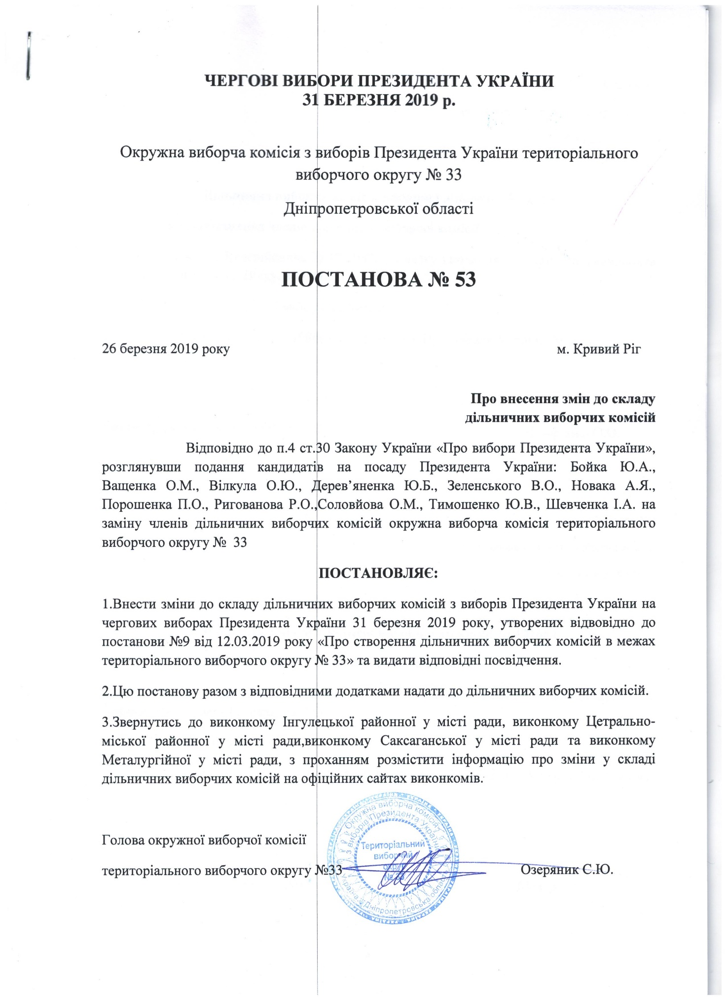 ЧЕРГОВІ ВИБОРИ ПРЕЗИДЕНТА УКРАЇНИ
31 БЕРЕЗНЯ 2019 р.
Окружна виборча комісія з виборів Президента України територіального
виборчого округу № 33
Дніпропетровської області
ПОСТАНОВА № 53
26 березня 2019 року м. Кривий Ріг
Про внесення змін до складу
дільничних виборчих комісій
Відповідно до п.4 ст.30 Закону України «Про вибори Президента України»,
розглянувши подання кандидатів на посаду Президента України: Бойка Ю.А.,
Ващенка О.М., Вілкула О.Ю., Дерев’яненка Ю.Б., Зеленського В.О., Новака А.Я.,
Порошенка П.О., Ригованова Р.О.,Соловйова О.М., Тимошенко Ю.В., Шевченка І.А. на
заміну членів дільничних виборчих комісій окружна виборча комісія територіального
виборчого округу № 33
ПОСТАНОВЛЯЄ:
1.Внести зміни до складу дільничних виборчих комісій з виборів Президента України на
чергових виборах Президента України 31 березня 2019 року, утворених відвовідно до
постанови №9 від 12.03.2019 року «Про створення дільничних виборчих комісій в межах
територіального виборчого округу № 33» та видати відповідні посвідчення.
2.Цю постанову разом з відповідними додатками надати до дільничних виборчих комісій.
3.Звернутись до виконкому Інгулецької районної у місті ради, виконкому Цетрально-
міської районної у місті ради,виконкому Саксаганської у місті ради та виконкому
Металургійної у місті ради, з проханням розмістити інформацію про зміни у складі
дільничних виборчих комісій на офіційних сайтах виконкомів.
Окружна виборча комісія
з виборів Президента України
Територіальний
виборчий
округ
№ 33
Україна * Дніпропетровська область
Голова окружної виборчої комісії
територіального виборчого округу №33 Озеряник Є.Ю.